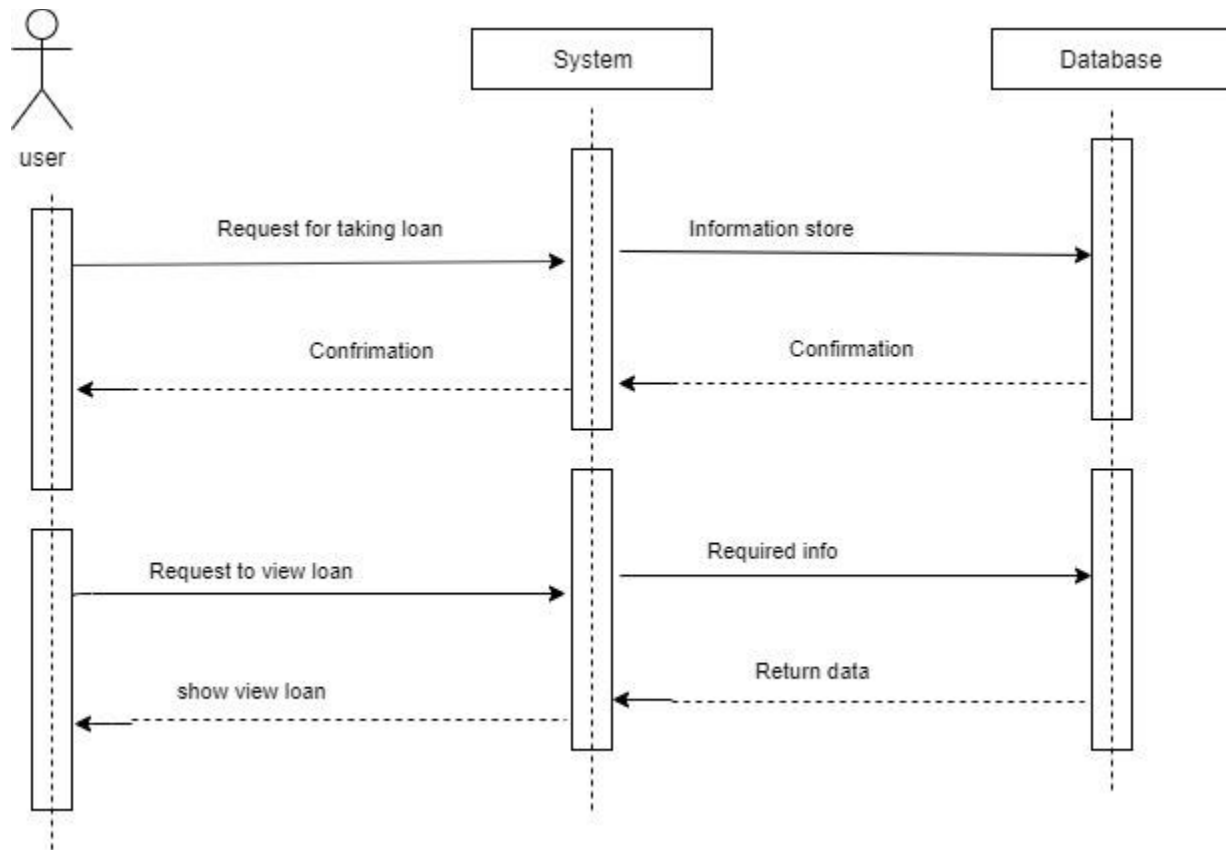 System
Database
user
Request for taking loan
Information store
Confrimation
Confirmation
Request to view loan
Required info
show view loan
Return data